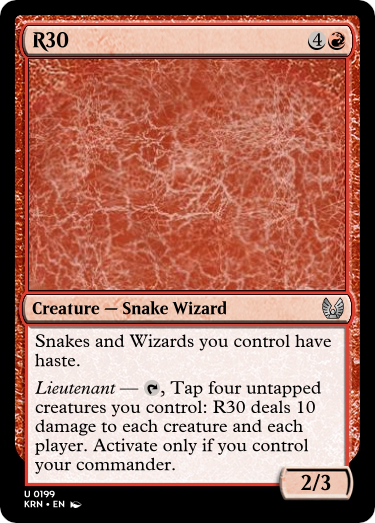 R30 4
Creature — Snake Wizard
Snakes and Wizards you control have
haste.
Lieutenant — , Tap four untapped
creatures you control: R30 deals 10
damage to each creature and each
player. Activate only if you control
your commander.
2/3
U 0199
KRN • EN